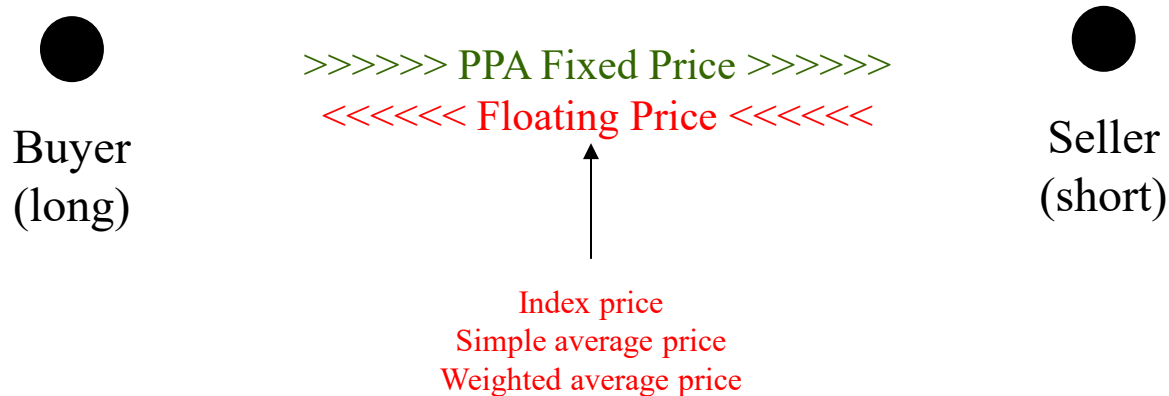 >>>>>> PPA Fixed Price >>>>>>
<<<<<< Floating Price <<<<<<
Buyer
(long)
Seller
(short)
Index price
Simple average price
Weighted average price